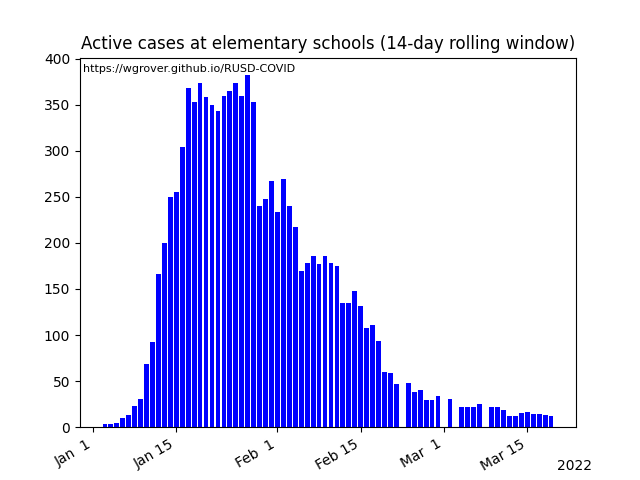 Active cases at elementary schools (14-day rolling window)
https://wgrover.github.io/RUSD-COVID
400
350
300
250
200
150
100
50
0
Jan 1
Jan 15
Feb 1
Feb 15
Mar 1
Mar 15
2022